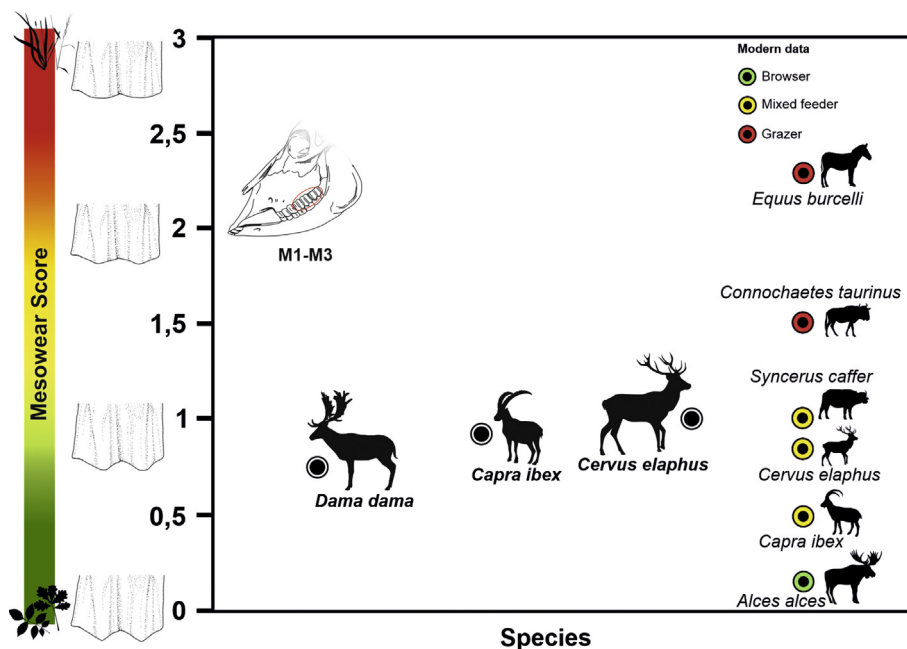 Mesowear Score
3
2,5
2
1,5
1
0,5
0
M1-M3
Dama dama
Capra ibex
Cervus elaphus
Modern data
Browser
Mixed feeder
Grazer
Equus burcelli
Connochaetes taurinus
Syncerus caffer
Cervus elaphus
Capra ibex
Alces alces
Species